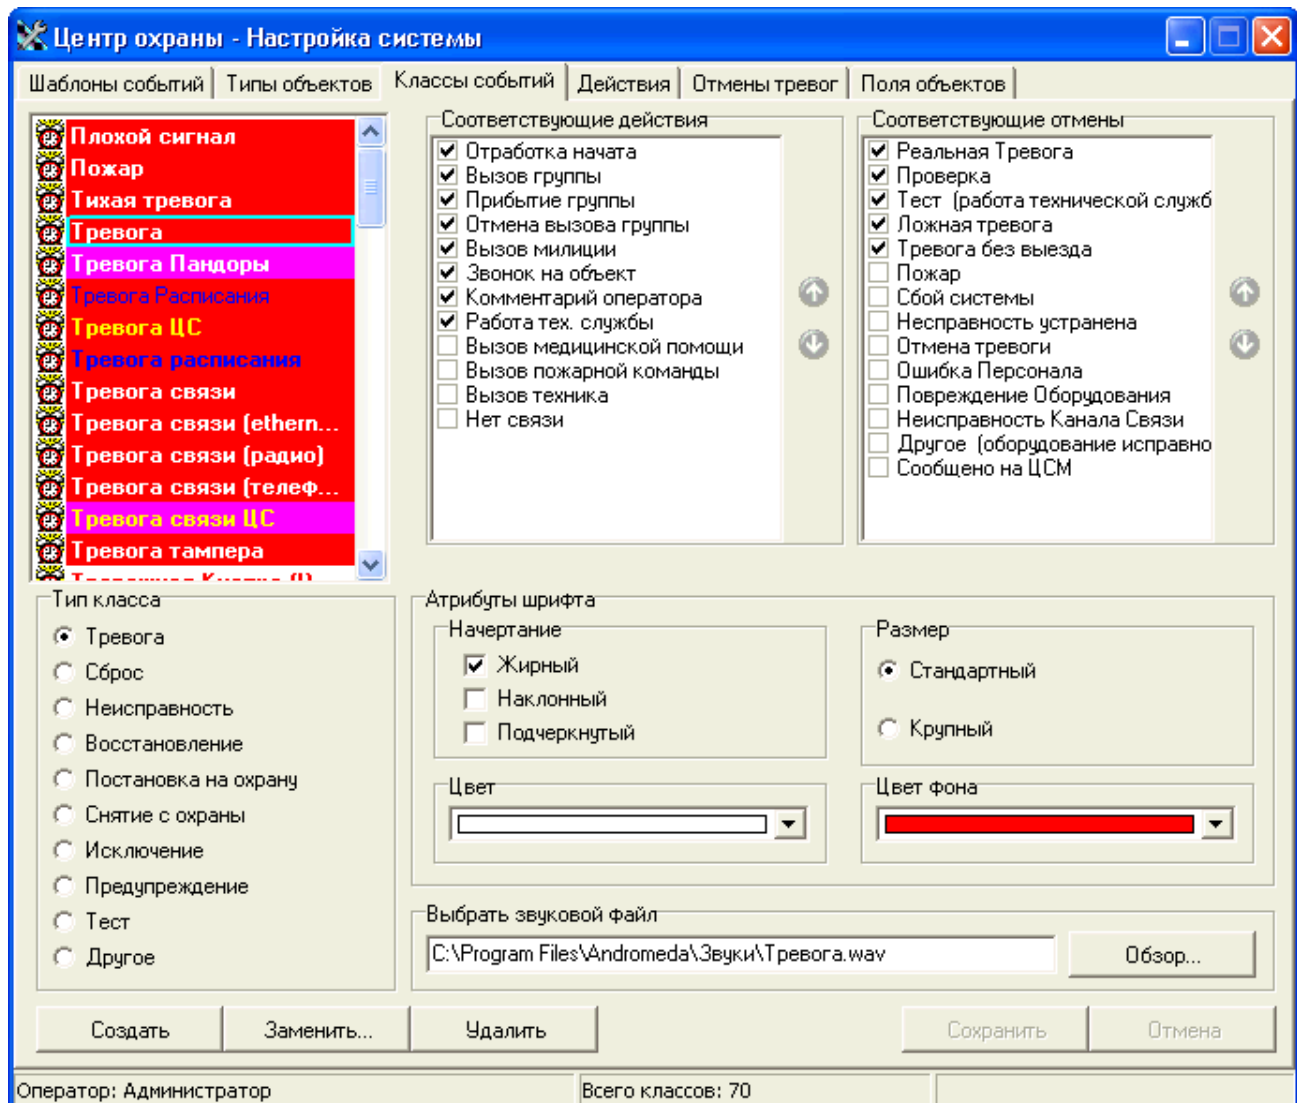 Центр охраны - Настройка системы
Шаблоны событий Типы объектов Классы событий Действия Отмены тревог Поля объектов
Плохой сигнал
Пожар
Тихая тревога
Тревога
Тревога Пандоры
Тревога Расписания
Тревога ЦС
Тревога расписания
Тревога связи
Тревога связи (ethern...
Тревога связи (радио)
Тревога связи (телеф...
Тревога связи ЦС
Тревога тампера
Соответствующие действия
Отработка начата
Вызов группы
Прибытие группы
Отмена вызова группы
Вызов милиции
Звонок на объект
Комментарий оператора
Работа тех. службы
Вызов медицинской помощи
Вызов пожарной команды
Вызов техника
Нет связи
Соответствующие отмены
Реальная Тревога
Проверка
Тест (работа технической служб
Ложная тревога
Тревога без выезда
Пожар
Сбой системы
Несправность устранена
Отмена тревоги
Ошибка Персонала
Повреждение Оборудования
Неисправность Канала Связи
Другое (оборудование исправно
Сообщено на ЦСМ
Тип класса
Тревога
Сброс
Неисправность
Восстановление
Постановка на охрану
Снятие с охраны
Исключение
Предупреждение
Тест
Другое
Атрибуты шрифта
Начертание
Жирный
Наклонный
Подчеркнутый
Размер
Стандартный
Крупный
Цвет
Цвет фона
Выбрать звуковой файл
C:\Program Files\Andromeda\Звуки\Тревога.wav
Обзор...
Создать Заменить... Удалить Сохранить Отмена
Оператор: Администратор Всего классов: 70